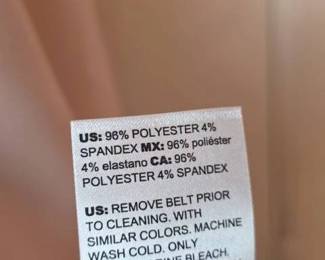 US: 96% POLYESTER 4%
SPANDEX MX: 96% poliéster
4% elastano CA: 96%
POLYESTER 4% SPANDEX
US: REMOVE BELT PRIOR
TO CLEANING. WITH
SIMILAR COLORS. MACHINE
WASH COLD. ONLY
BLEACH,